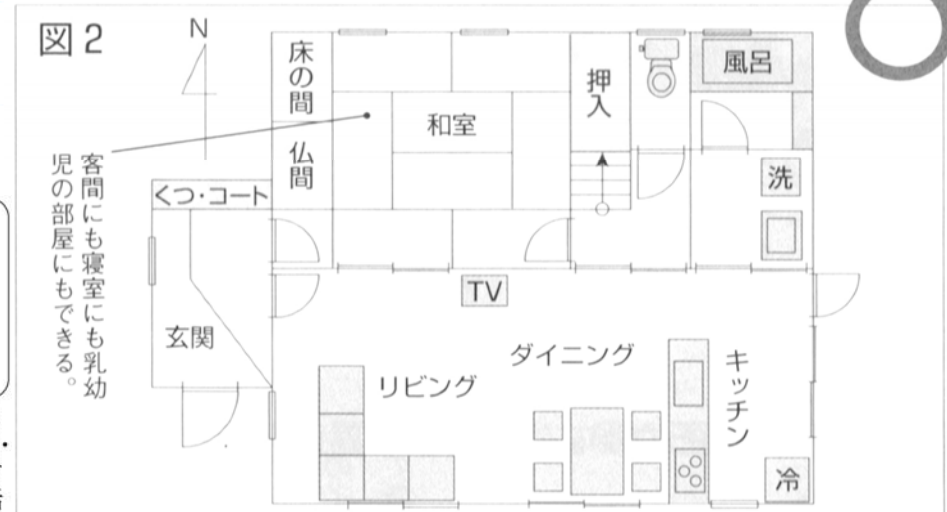 図2
N
床の間
仏間
和室
押入
風呂
洗
くつ・コート
客間にも寝室にも乳幼
児の部屋にもできる。
玄関
TV
リビング
ダイニング
キッチン
冷